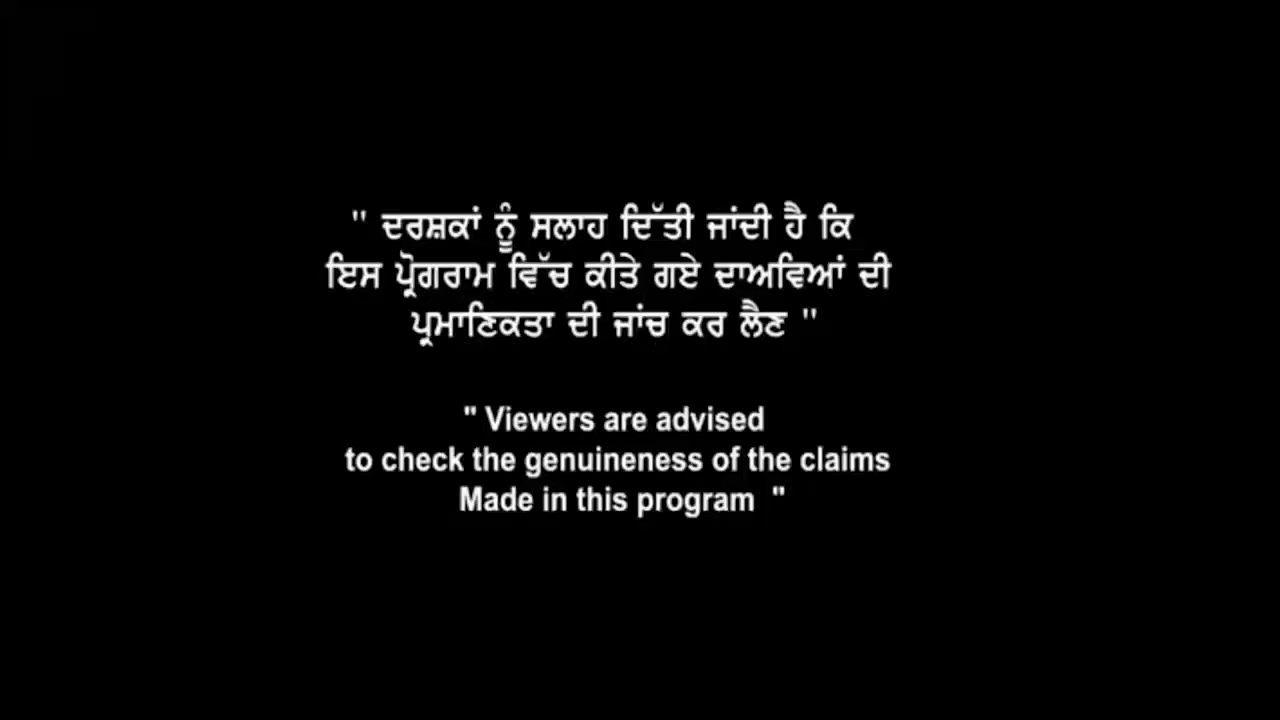 " ਦਰਸ਼ਕਾਂ ਨੂੰ ਸਲਾਹ ਦਿੱਤੀ ਜਾਂਦੀ ਹੈ ਕਿ
ਇਸ ਪ੍ਰੋਗਰਾਮ ਵਿੱਚ ਕੀਤੇ ਗਏ ਦਾਅਵਿਆਂ ਦੀ
ਪ੍ਰਮਾਣਿਕਤਾ ਦੀ ਜਾਂਚ ਕਰ ਲੈਣ "
" Viewers are advised
to check the genuineness of the claims
Made in this program "